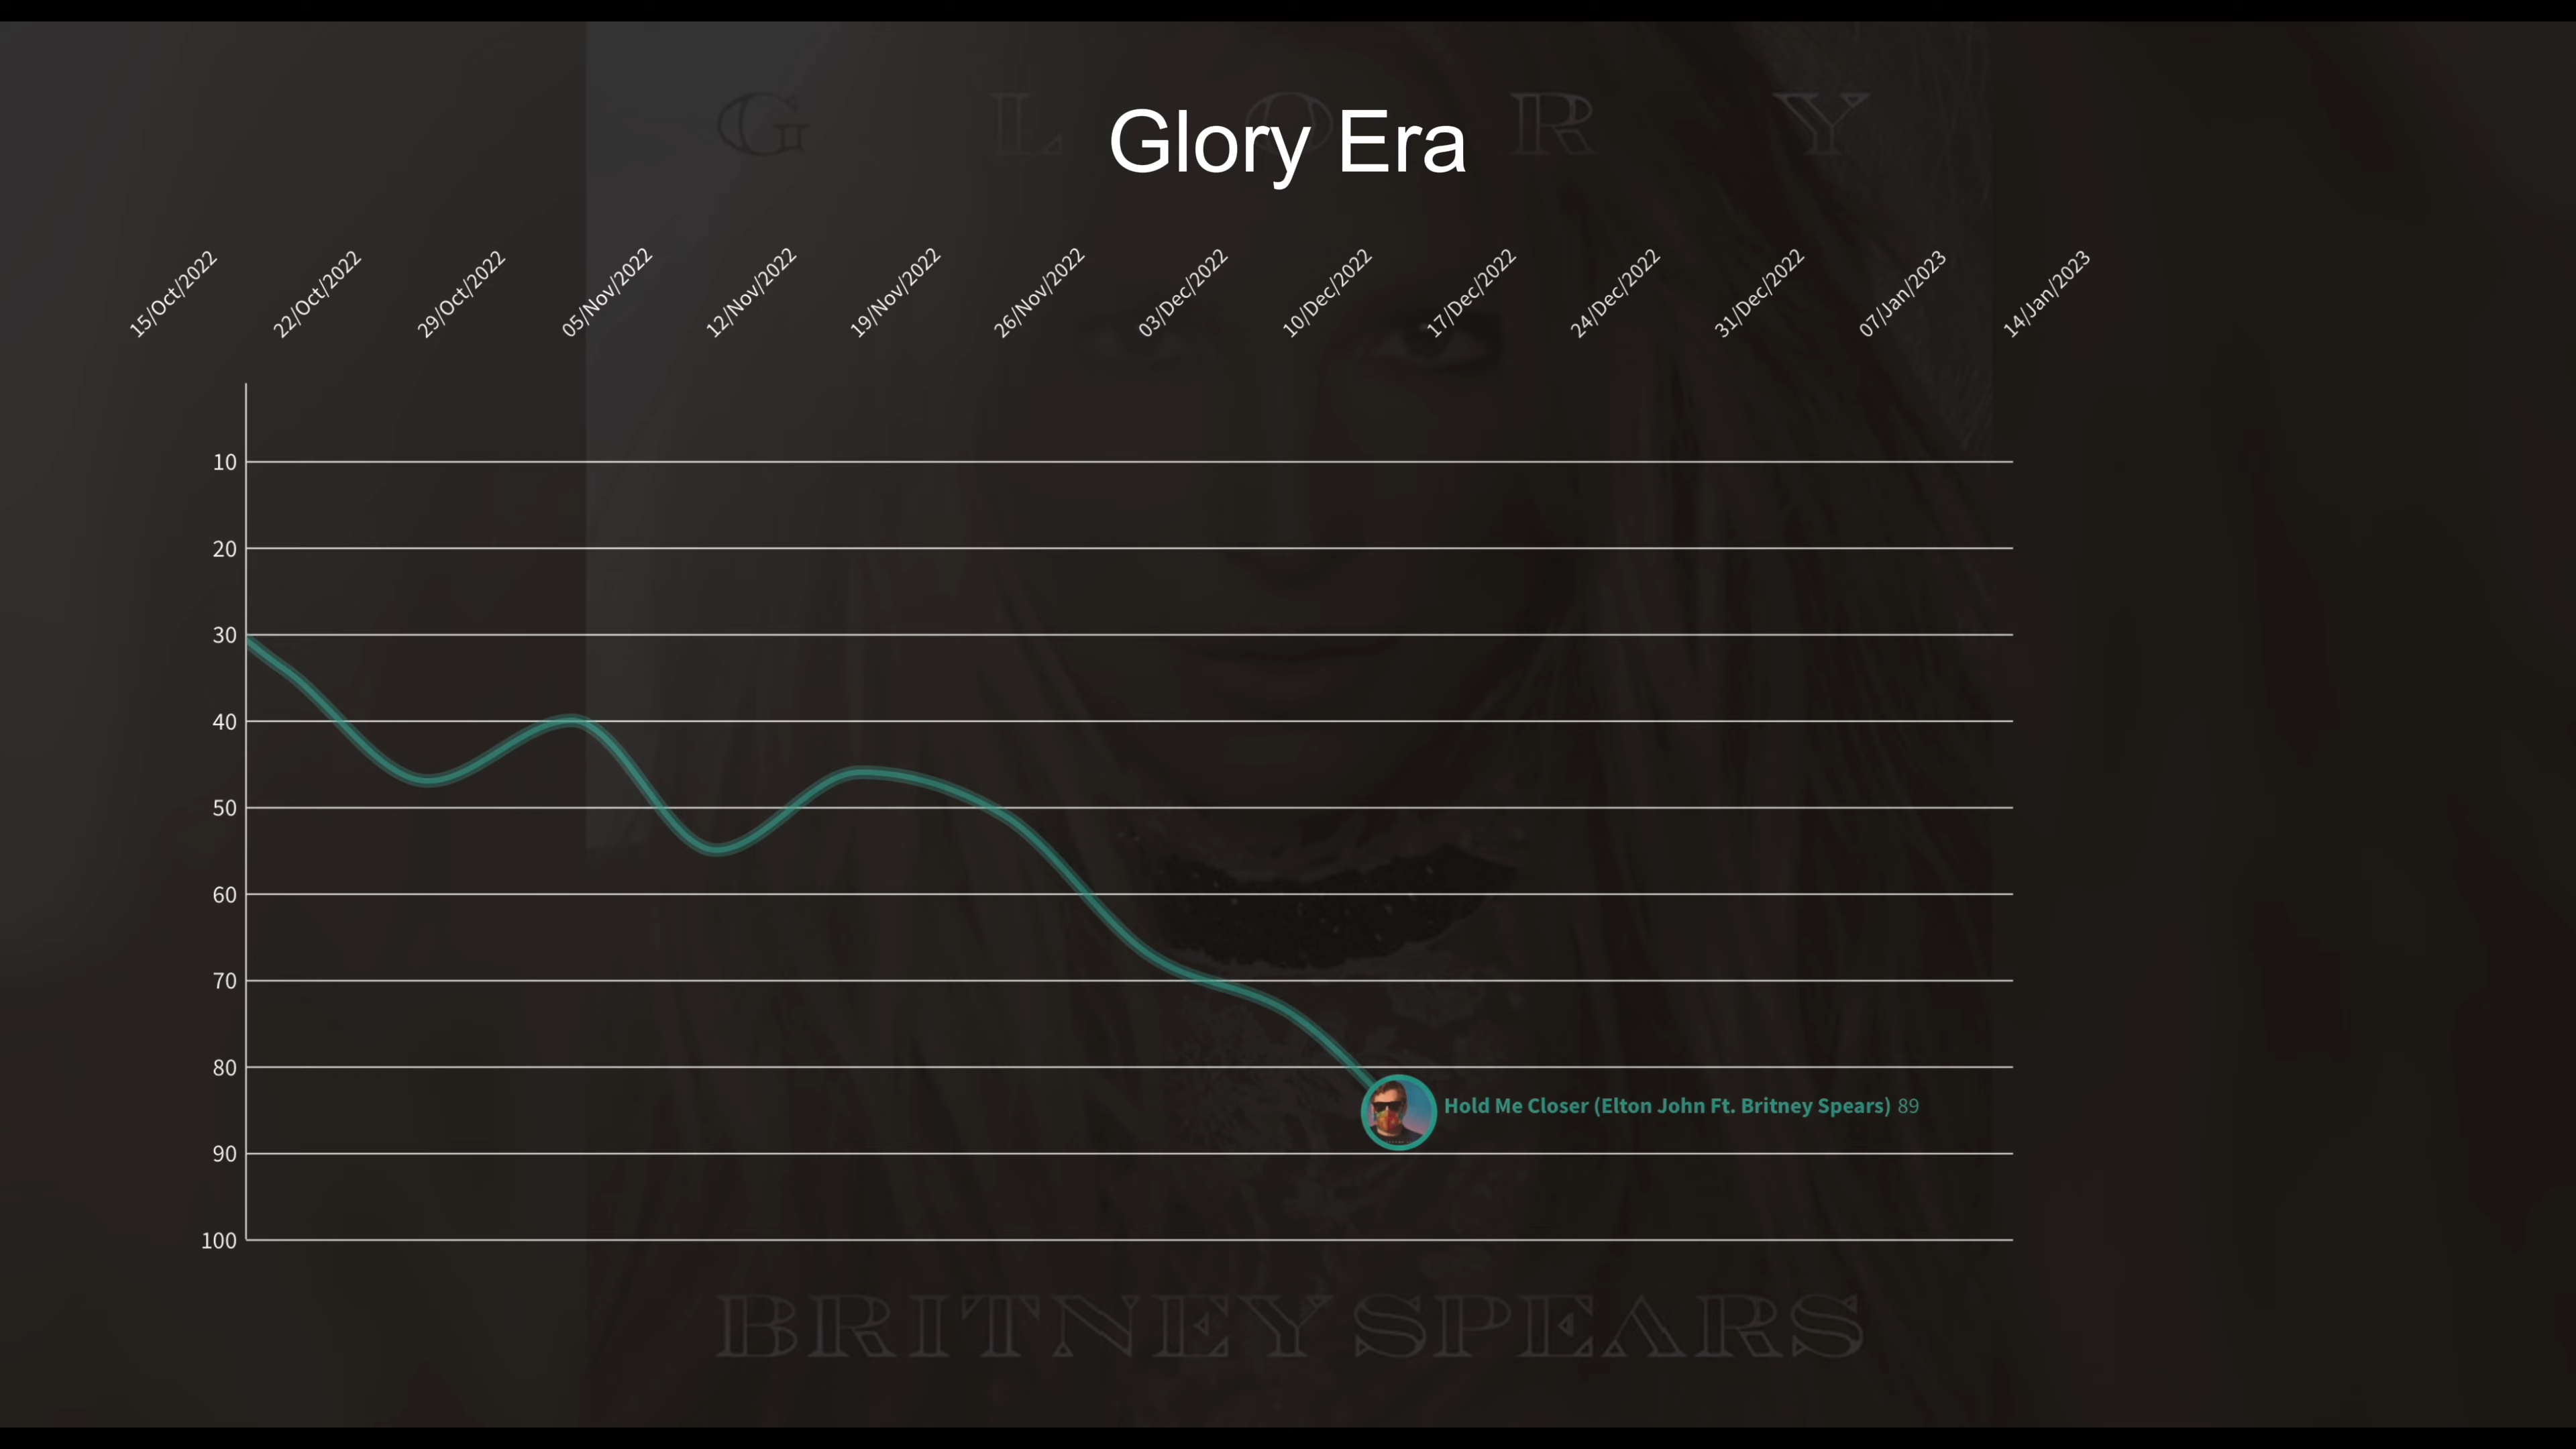 G L O R Y
Glory Era
15/Oct/2022
22/Oct/2022
29/Oct/2022
05/Nov/2022
12/Nov/2022
19/Nov/2022
26/Nov/2022
03/Dec/2022
10/Dec/2022
17/Dec/2022
24/Dec/2022
31/Dec/2022
07/Jan/2023
14/Jan/2023
10
20
30
40
50
60
70
80
Hold Me Closer (Elton John Ft. Britney Spears) 89
90
100
BRITNEY SPEARS